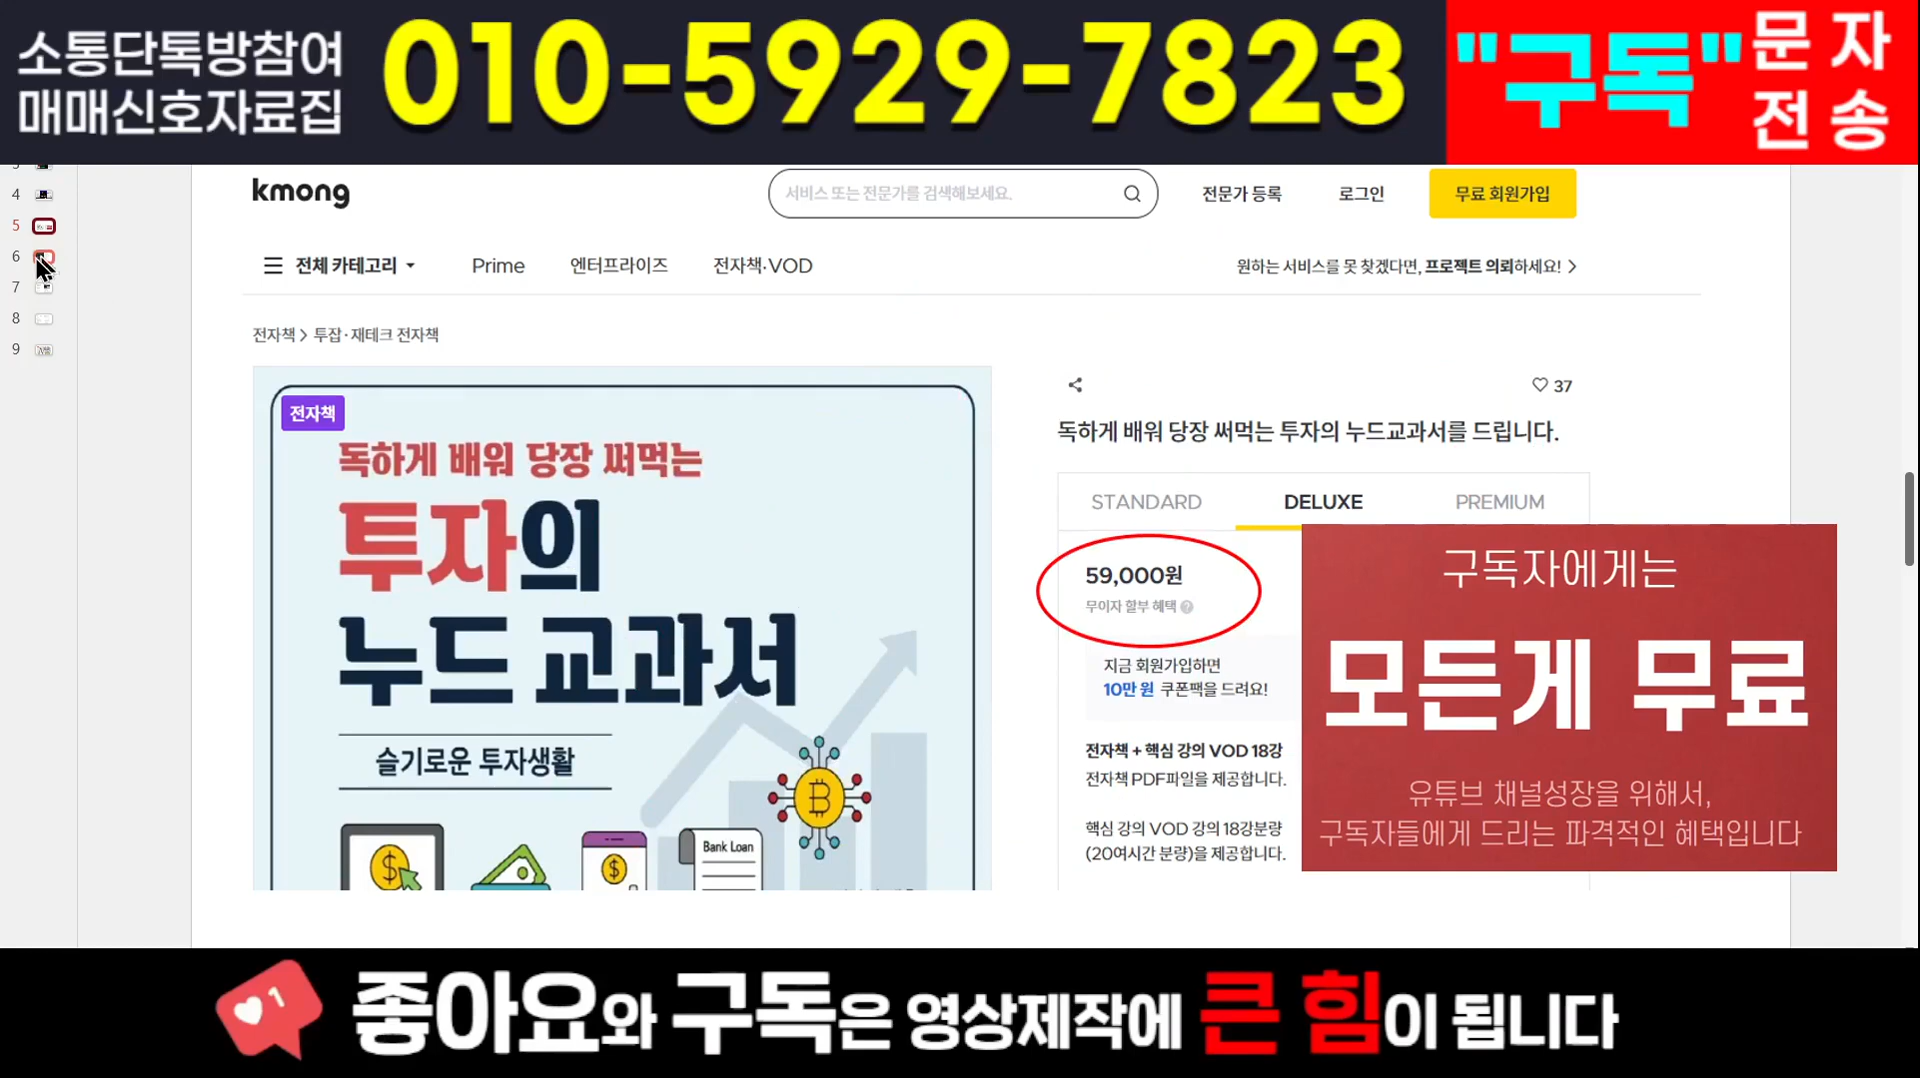 소통단톡방참여
매매신호자료집
010-5929-7823
"구독"
문자
전송
kmong
서비스 또는 전문가를 검색해보세요.
전문가 등록
로그인
무료 회원가입
4
5
6
7
8
9
전체 카테고리
Prime
엔터프라이즈
전자책·VOD
원하는 서비스를 못 찾겠다면, 프로젝트 의뢰하세요!
전자책 > 투잡·재테크 전자책
전자책
독하게 배워 당장 써먹는
투자의
누드 교과서
슬기로운 투자생활
Bank Loan
37
독하게 배워 당장 써먹는 투자의 누드교과서를 드립니다.
STANDARD
DELUXE
PREMIUM
59,000원
무이자 할부 혜택
지금 회원가입하면
10만 원 쿠폰팩을 드려요!
전자책 + 핵심 강의 VOD 18강
전자책 PDF파일을 제공합니다.
핵심 강의 VOD 강의 18강분량
(20여시간 분량)을 제공합니다.
구독자에게는
모든게 무료
유튜브 채널성장을 위해서,
구독자들에게 드리는 파격적인 혜택입니다
1
좋아요와 구독은 영상제작에 큰 힘이 됩니다